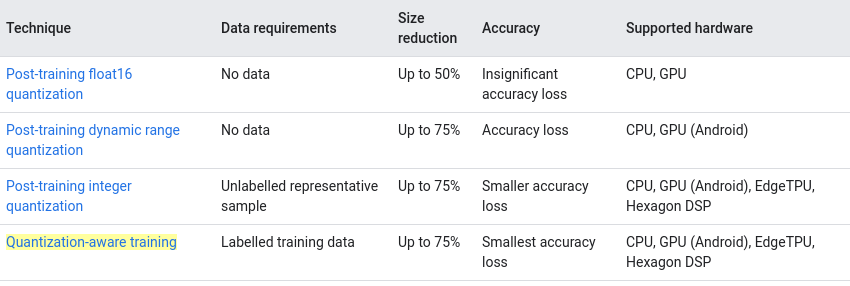 Technique Data requirements Size reduction Accuracy Supported hardware
Post-training float16 quantization No data Up to 50% Insignificant accuracy loss CPU, GPU
Post-training dynamic range quantization No data Up to 75% Accuracy loss CPU, GPU (Android)
Post-training integer quantization Unlabelled representative sample Up to 75% Smaller accuracy loss CPU, GPU (Android), EdgeTPU, Hexagon DSP
Quantization-aware training Labelled training data Up to 75% Smallest accuracy loss CPU, GPU (Android), EdgeTPU, Hexagon DSP